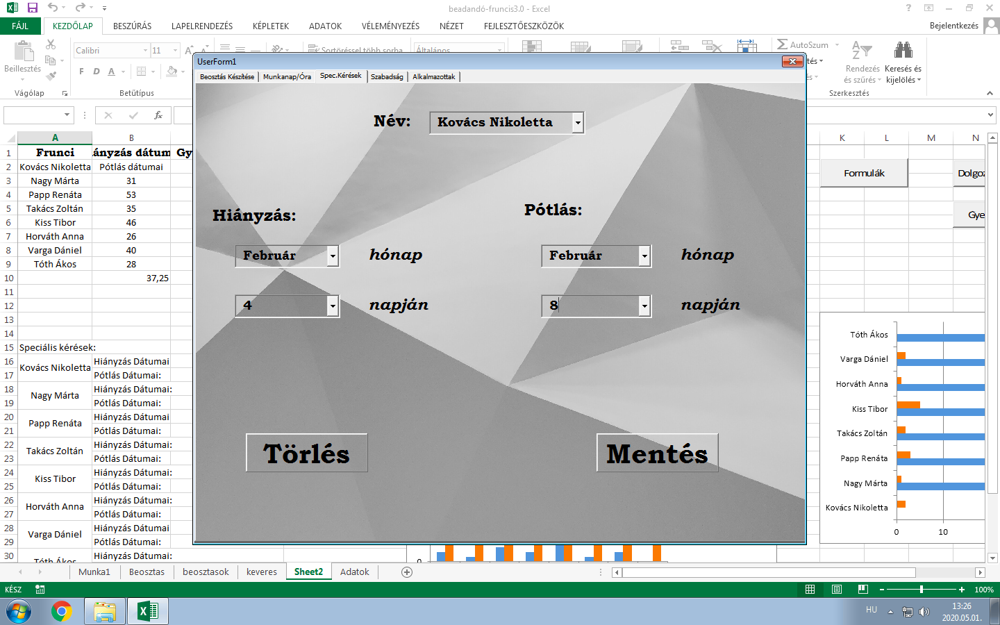 beadandó-fruncis3.0 - Excel
FÁJL KEZDŐLAP BESZÚRÁS LAPELRENDEZÉS KÉPLETEK ADATOK VÉLEMÉNYEZÉS NÉZET FEJLESZTŐESZKÖZÖK Bejelentkezés
Beillesztés
Vágólap
Calibri 11
F D A
Betűtípus
Sortöréssel több sorba
Általános
AutoSzum
Rendezés és szűrés
Keresés és kijelölés
Szerkesztés
UserForm1
Beosztás Készítése Munkanap/Óra Spec.Kérések Szabadság Alkalmazottak
Név: Kovács Nikoletta
Hiányzás: Pótlás:
Február hónap Február hónap
4 napján 8 napján
Törlés Mentés
fx
A B K L M N
1 Frunci
2 Kovács Nikoletta Pótlás dátumai
3 Nagy Márta 31
4 Papp Renáta 53
5 Takács Zoltán 35
6 Kiss Tibor 46
7 Horváth Anna 26
8 Varga Dániel 40
9 Tóth Ákos 28
10 37,25
11
12
13
14
15 Speciális kérések:
16 Kovács Nikoletta Hiányzás Dátumai
17 Pótlás Dátumai:
18 Nagy Márta Hiányzás Dátumai:
19 Pótlás Dátumai:
20 Papp Renáta Hiányzás Dátumai
21 Pótlás Dátumai:
22 Takács Zoltán Hiányzás Dátumai:
23 Pótlás Dátumai:
24 Kiss Tibor Hiányzás Dátumai:
25 Pótlás Dátumai:
26 Horváth Anna Hiányzás Dátumai:
27 Pótlás Dátumai:
28 Varga Dániel Hiányzás Dátumai
29 Pótlás Dátumai:
30 Tóth Ákos Hiányzás Dátumai:
Formulák
Tóth Ákos
Varga Dániel
Horváth Anna
Kiss Tibor
Takács Zoltán
Papp Renáta
Nagy Márta
Kovács Nikoletta
0 10
Munka1 Beosztas beosztasok keveres Sheet2 Adatok
KÉSZ 100%
HU
13:26
2020.05.01.